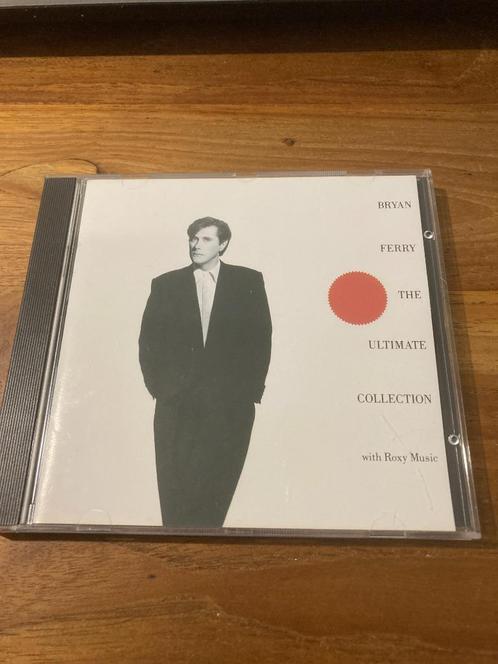 BRYAN
FERRY
THE
ULTIMATE
COLLECTION
with Roxy Music